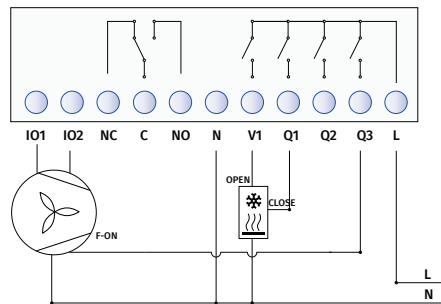 IO1 IO2 NC C NO N V1 Q1 Q2 Q3 L
OPEN
CLOSE
F-ON
L
N